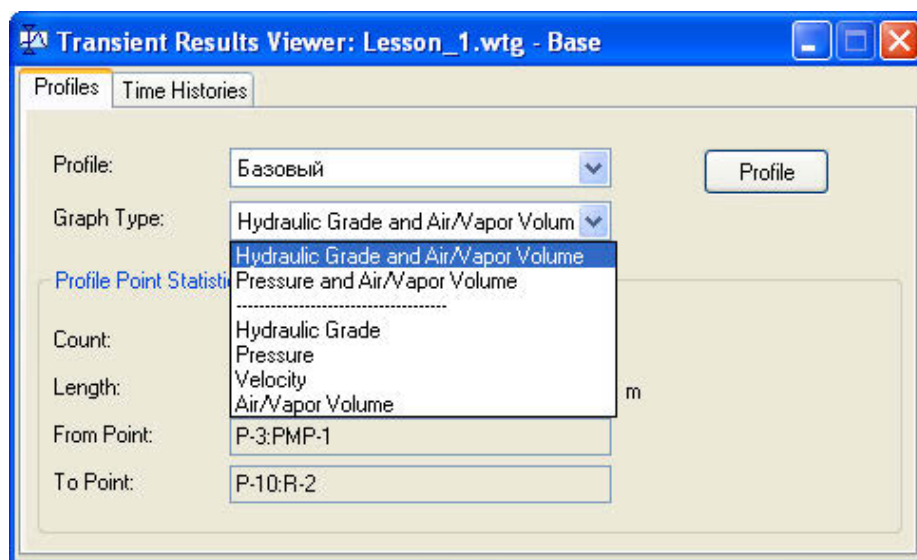 Transient Results Viewer: Lesson_1.wtg - Base
Profiles Time Histories
Profile: Базовый Profile
Graph Type: Hydraulic Grade and Air/Vapor Volum
Hydraulic Grade and Air/Vapor Volume
Profile Point Statisti Pressure and Air/Vapor Volume
------------------------------------
Hydraulic Grade
Count:
Pressure
Velocity
Length: m
Air/Vapor Volume
From Point: P-3:PMP-1
To Point: P-10:R-2